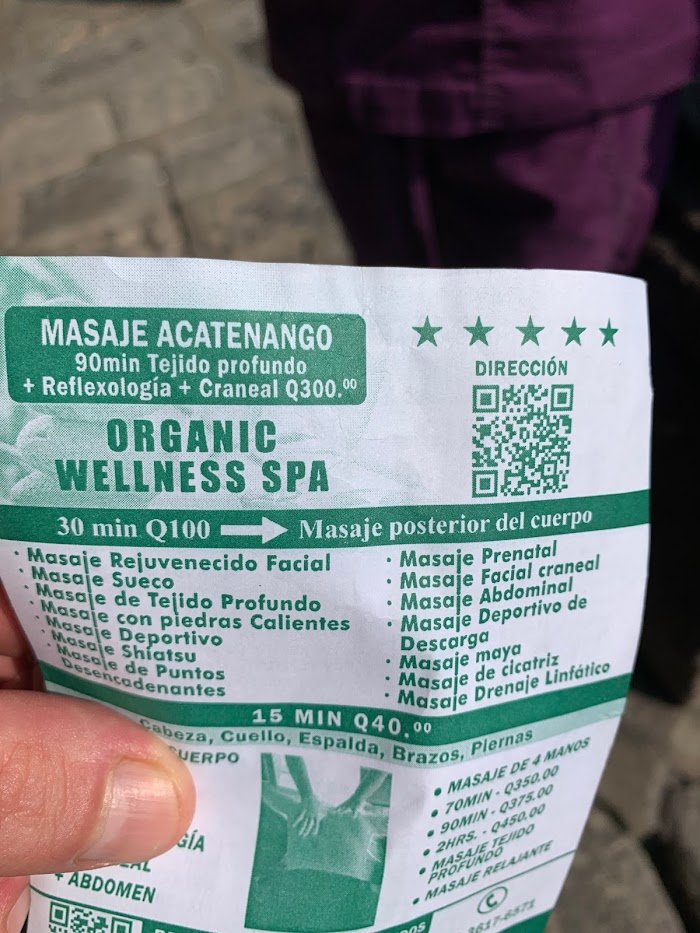 MASAJE ACATENANGO
90min Tejido profundo
+ Reflexología + Craneal Q300.⁰⁰
ORGANIC
WELLNESS SPA
DIRECCIÓN
30 min Q100 Masaje posterior del cuerpo
· Masaje Rejuvenecido Facial
· Masaje Sueco
· Masaje de Tejido Profundo
· Masaje con piedras Calientes
· Masaje Deportivo
· Masaje Shiatsu
· Masaje de Puntos
Desencadenantes
· Masaje Prenatal
· Masaje Facial craneal
· Masaje Abdominal
· Masaje Deportivo de
Descarga
· Masaje maya
· Masaje de cicatriz
· Masaje Drenaje Linfático
15 MIN Q40.⁰⁰
Cabeza, Cuello, Espalda, Brazos, Piernas
+ ABDOMEN
• MASAJE DE 4 MANOS
• 70MIN - Q350.00
• 90MIN - Q375.00
• 2HRS. - Q450.00
• MASAJE TEJIDO
PROFUNDO
• MASAJE RELAJANTE
3617-6571